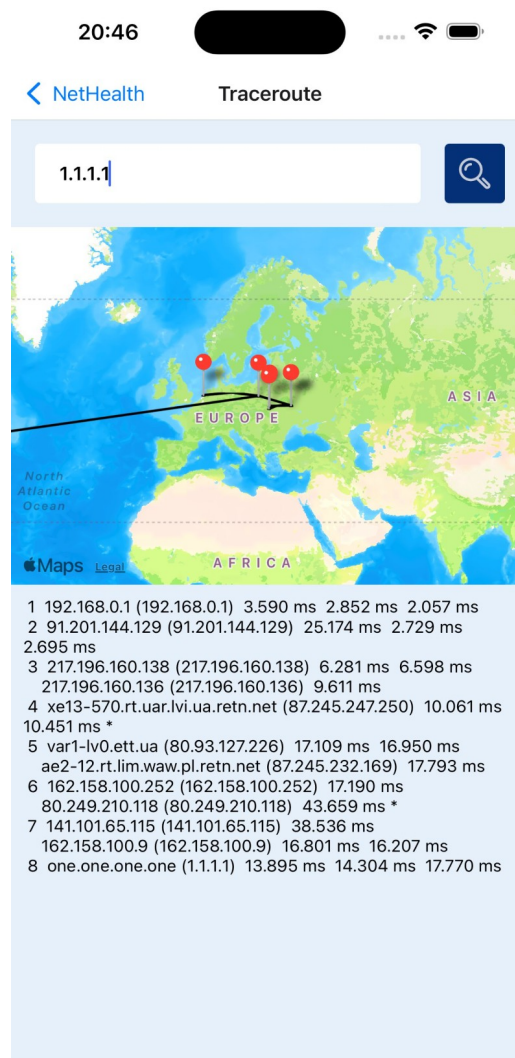 20:46
NetHealth Traceroute
1.1.1.1
ASIA
EUROPE
North
Atlantic
Ocean
Maps Legal AFRICA
1 192.168.0.1 (192.168.0.1) 3.590 ms 2.852 ms 2.057 ms
2 91.201.144.129 (91.201.144.129) 25.174 ms 2.729 ms
2.695 ms
3 217.196.160.138 (217.196.160.138) 6.281 ms 6.598 ms
217.196.160.136 (217.196.160.136) 9.611 ms
4 xe13-570.rt.uar.lvi.ua.retn.net (87.245.247.250) 10.061 ms
10.451 ms *
5 var1-lv0.ett.ua (80.93.127.226) 17.109 ms 16.950 ms
ae2-12.rt.lim.waw.pl.retn.net (87.245.232.169) 17.793 ms
6 162.158.100.252 (162.158.100.252) 17.190 ms
80.249.210.118 (80.249.210.118) 43.659 ms *
7 141.101.65.115 (141.101.65.115) 38.536 ms
162.158.100.9 (162.158.100.9) 16.801 ms 16.207 ms
8 one.one.one.one (1.1.1.1) 13.895 ms 14.304 ms 17.770 ms